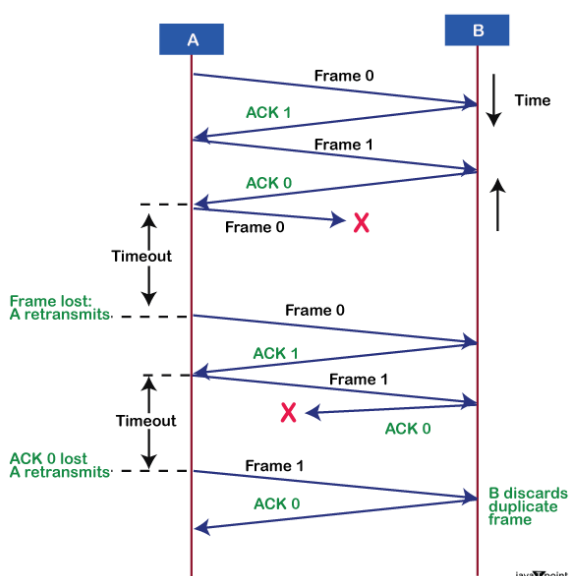 A
B
Frame 0
Time
ACK 1
Frame 1
ACK 0
Frame 0
Timeout
Frame lost:
A retransmits
Frame 0
ACK 1
Frame 1
Timeout
ACK 0
ACK 0 lost
A retransmits
Frame 1
B discards
duplicate
frame
ACK 0